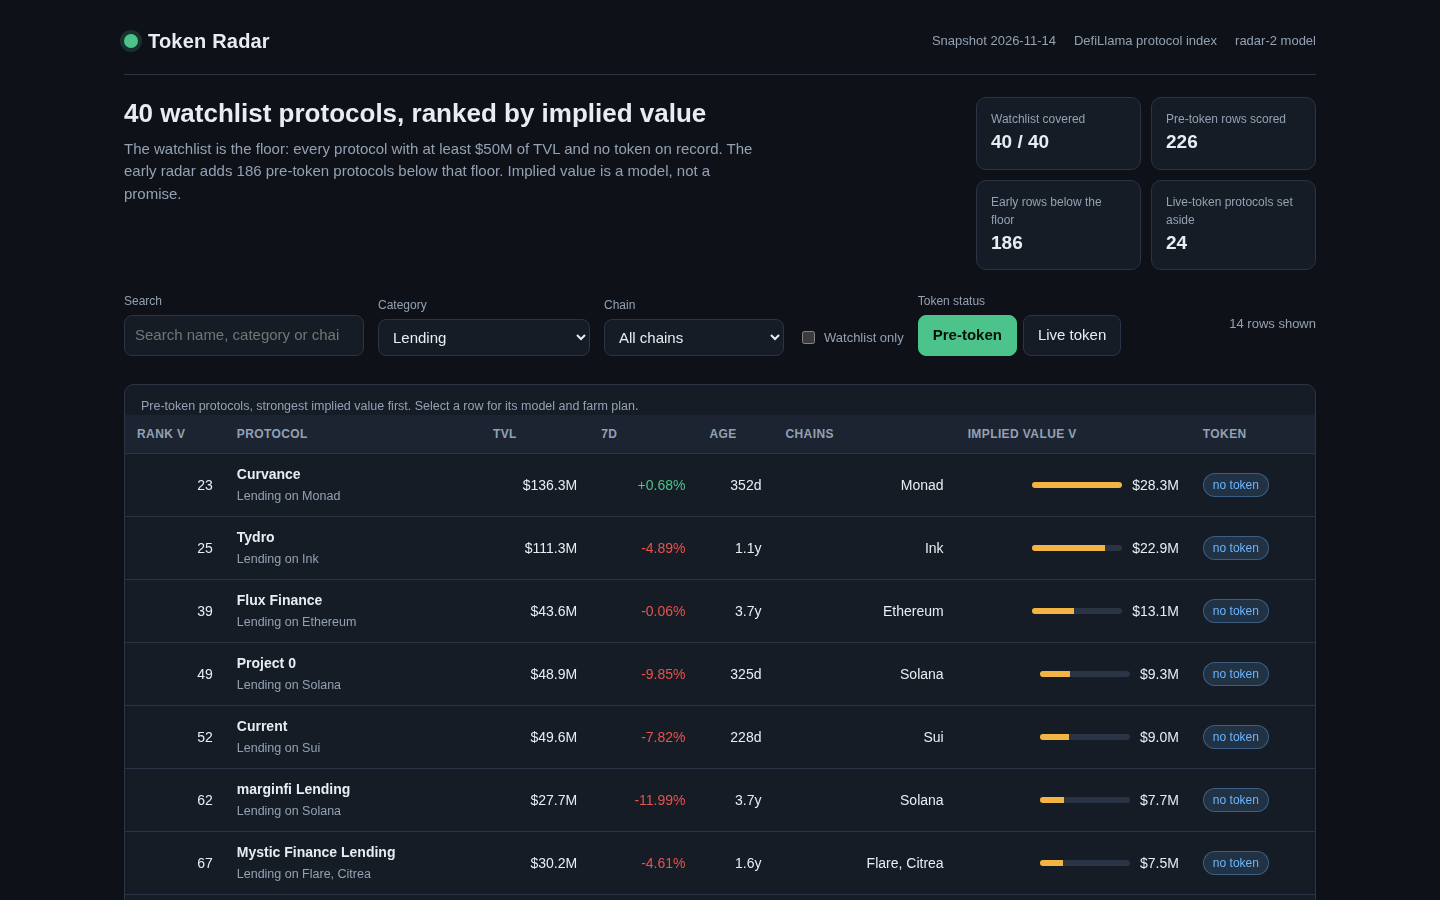 Token Radar
Snapshot 2026-11-14 DefiLlama protocol index radar-2 model
40 watchlist protocols, ranked by implied value
The watchlist is the floor: every protocol with at least $50M of TVL and no token on record. The
early radar adds 186 pre-token protocols below that floor. Implied value is a model, not a
promise.
Watchlist covered
40 / 40
Pre-token rows scored
226
Early rows below the
floor
186
Live-token protocols set
aside
24
Search
Search name, category or chai
Category
Lending
Chain
All chains
Watchlist only
Token status
Pre-token Live token
14 rows shown
Pre-token protocols, strongest implied value first. Select a row for its model and farm plan.
RANK V PROTOCOL TVL 7D AGE CHAINS IMPLIED VALUE V TOKEN
23 Curvance $136.3M +0.68% 352d Monad $28.3M no token
Lending on Monad
25 Tydro $111.3M -4.89% 1.1y Ink $22.9M no token
Lending on Ink
39 Flux Finance $43.6M -0.06% 3.7y Ethereum $13.1M no token
Lending on Ethereum
49 Project 0 $48.9M -9.85% 325d Solana $9.3M no token
Lending on Solana
52 Current $49.6M -7.82% 228d Sui $9.0M no token
Lending on Sui
62 marginfi Lending $27.7M -11.99% 3.7y Solana $7.7M no token
Lending on Solana
67 Mystic Finance Lending $30.2M -4.61% 1.6y Flare, Citrea $7.5M no token
Lending on Flare, Citrea